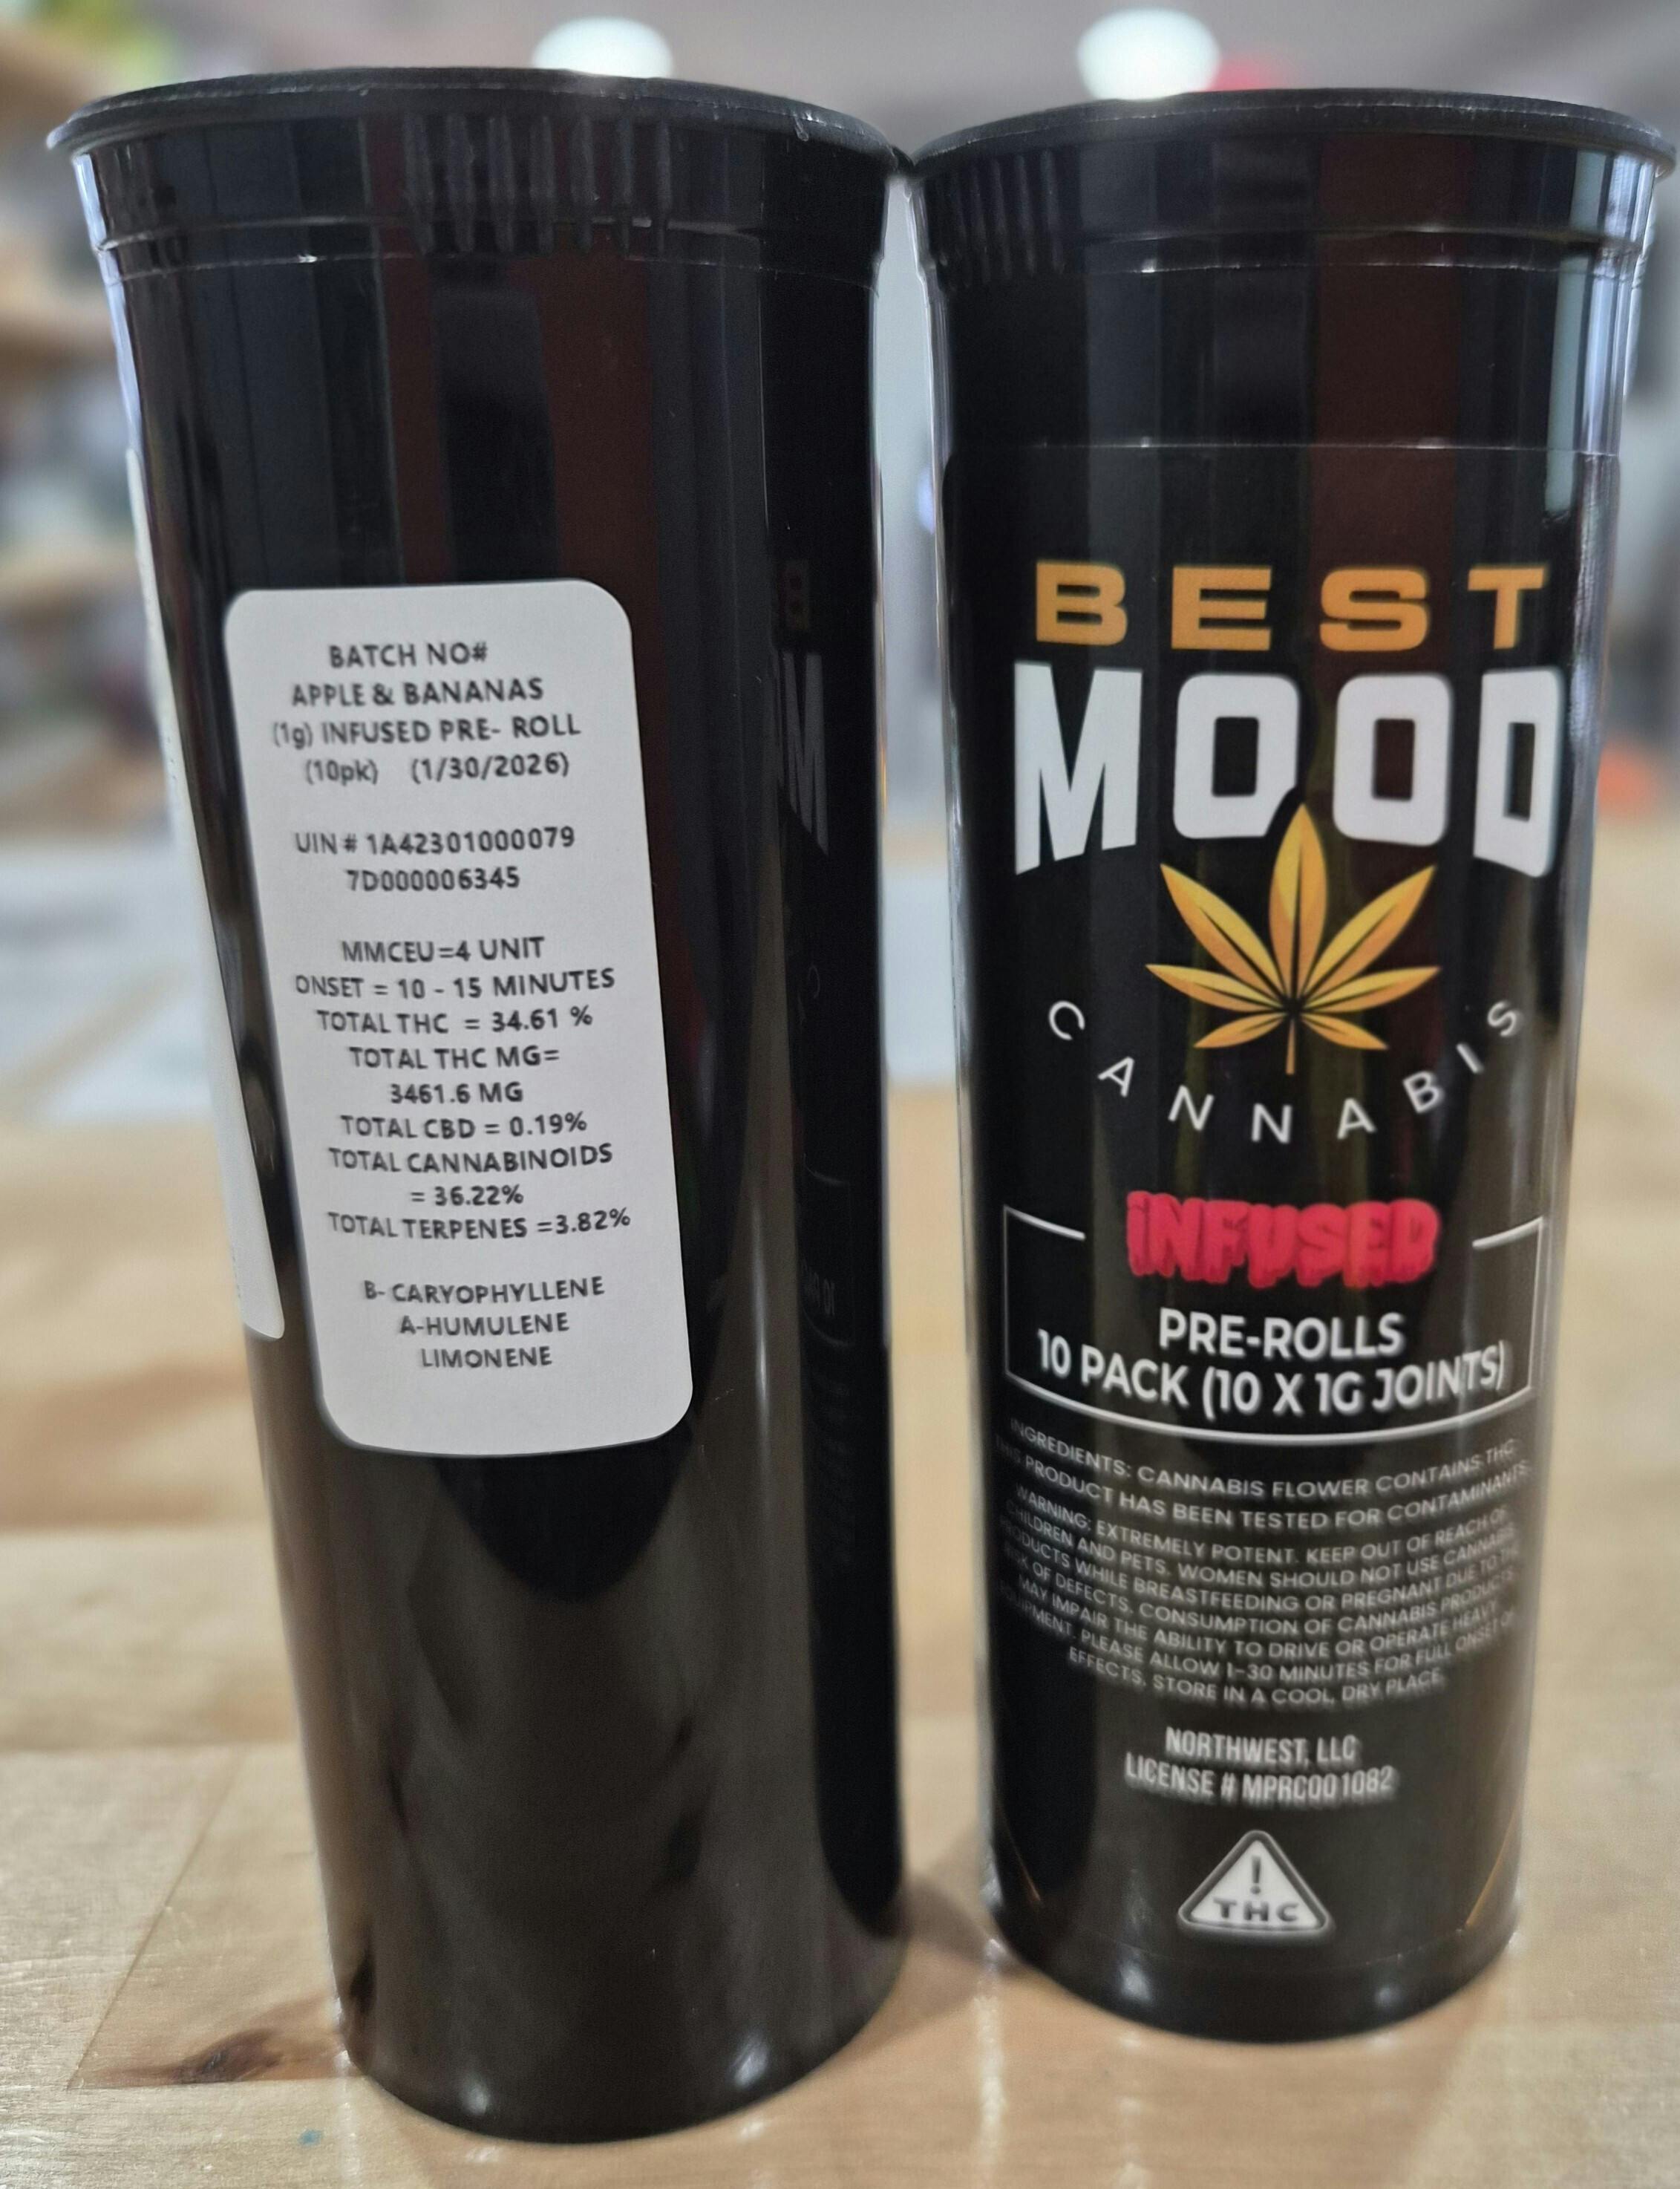 BATCH NO#
APPLE & BANANAS
(1g) INFUSED PRE- ROLL
(10pk) (1/30/2026)
UIN # 1A42301000079
7D000006345
MMCEU=4 UNIT
ONSET = 10 - 15 MINUTES
TOTAL THC = 34.61 %
TOTAL THC MG=
3461.6 MG
TOTAL CBD = 0.19%
TOTAL CANNABINOIDS
= 36.22%
TOTAL TERPENES =3.82%
B- CARYOPHYLLENE
A-HUMULENE
LIMONENE
BEST
MOOD
CANNABIS
INFUSED
PRE-ROLLS
10 PACK (10 X 1G JOINTS)
INGREDIENTS: CANNABIS FLOWER CONTAINS THC.
THIS PRODUCT HAS BEEN TESTED FOR CONTAMINANTS.
WARNING: EXTREMELY POTENT. KEEP OUT OF REACH OF
CHILDREN AND PETS. WOMEN SHOULD NOT USE CANNABIS
PRODUCTS WHILE BREASTFEEDING OR PREGNANT DUE TO THE
RISK OF DEFECTS. CONSUMPTION OF CANNABIS PRODUCTS
MAY IMPAIR THE ABILITY TO DRIVE OR OPERATE HEAVY
EQUIPMENT. PLEASE ALLOW 1-30 MINUTES FOR FULL ONSET OF
EFFECTS. STORE IN A COOL, DRY PLACE.
NORTHWEST, LLC
LICENSE # MPRC001082
!
THC